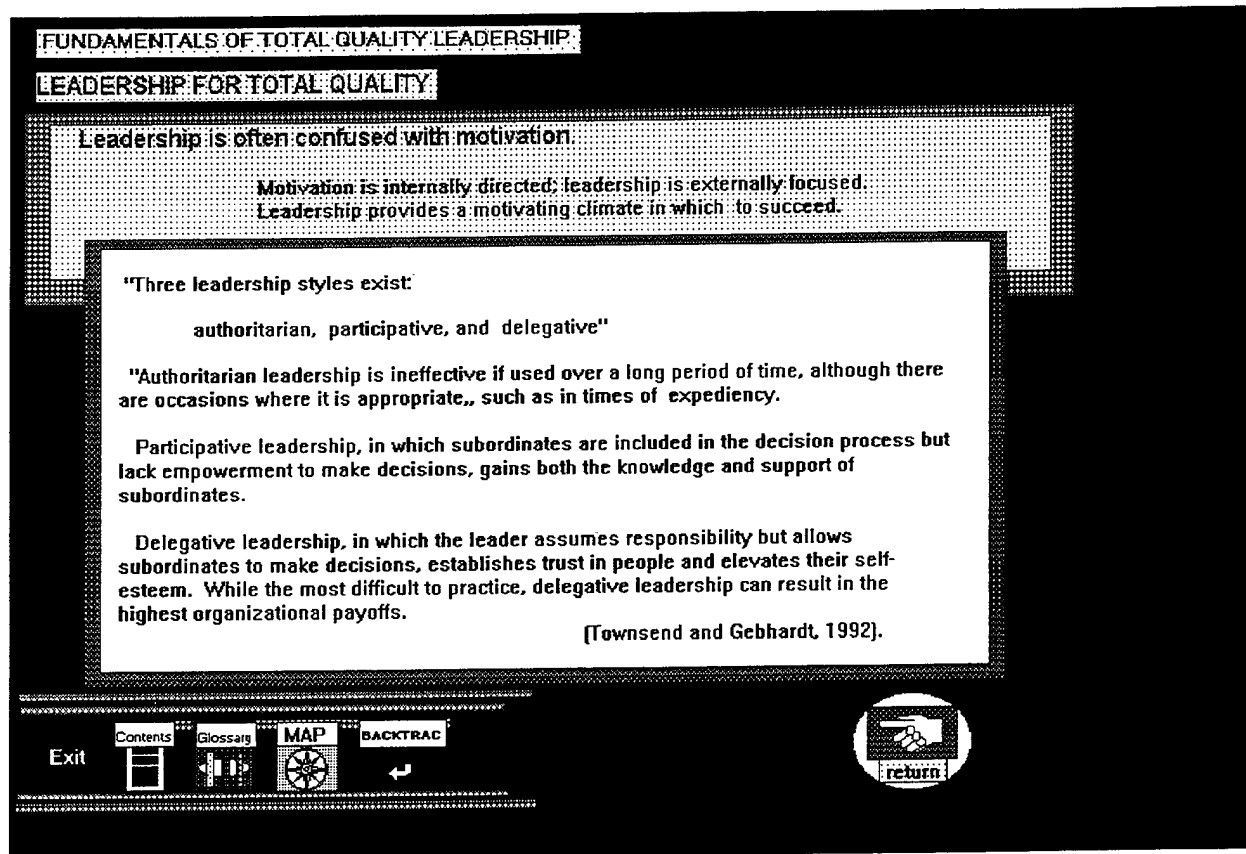 FUNDAMENTALS OF TOTAL QUALITY LEADERSHIP
LEADERSHIP FOR TOTAL QUALITY
Leadership is often confused with motivation.
Motivation is internally directed; leadership is externally focused.
Leadership provides a motivating climate in which to succeed.
"Three leadership styles exist:
authoritarian, participative, and delegative"
"Authoritarian leadership is ineffective if used over a long period of time, although there
are occasions where it is appropriate,, such as in times of expediency.
Participative leadership, in which subordinates are included in the decision process but
lack empowerment to make decisions, gains both the knowledge and support of
subordinates.
Delegative leadership, in which the leader assumes responsibility but allows
subordinates to make decisions, establishes trust in people and elevates their self-
esteem. While the most difficult to practice, delegative leadership can result in the
highest organizational payoffs.
(Townsend and Gebhardt, 1992).
Exit
Contents
Glossary
MAP
BACKTRAC
return